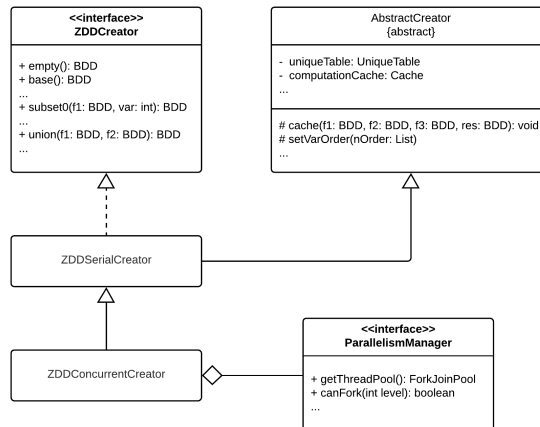 <<interface>>
ZDDCreator
+ empty(): BDD
+ base(): BDD
...
+ subset0(f1: BDD, var: int): BDD
...
+ union(f1: BDD, f2: BDD): BDD
...
AbstractCreator
{abstract}
- uniqueTable: UniqueTable
- computationCache: Cache
...
# cache(f1: BDD, f2: BDD, f3: BDD, res: BDD): void
# setVarOrder(nOrder: List)
...
ZDDSerialCreator
ZDDConcurrentCreator
<<interface>>
ParallelismManager
+ getThreadPool(): ForkJoinPool
+ canFork(int level): boolean
...